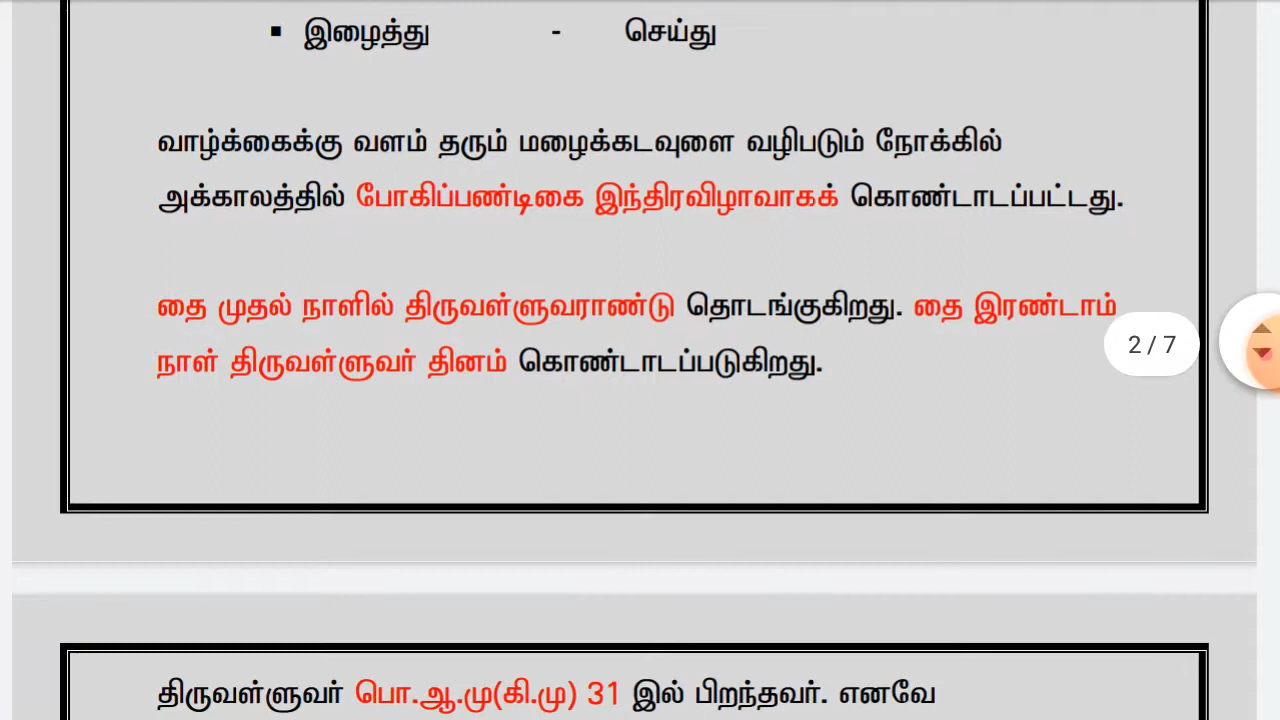 ▪ இழைத்து - செய்து
வாழ்க்கைக்கு வளம் தரும் மழைக்கடவுளை வழிபடும் நோக்கில்
அக்காலத்தில் போகிப்பண்டிகை இந்திரவிழாவாகக் கொண்டாடப்பட்டது.
தை முதல் நாளில் திருவள்ளுவராண்டு தொடங்குகிறது. தை இரண்டாம்
நாள் திருவள்ளுவர் தினம் கொண்டாடப்படுகிறது.
2 / 7
திருவள்ளுவர் பொ.ஆ.மு(கி.மு) 31 இல் பிறந்தவர். எனவே